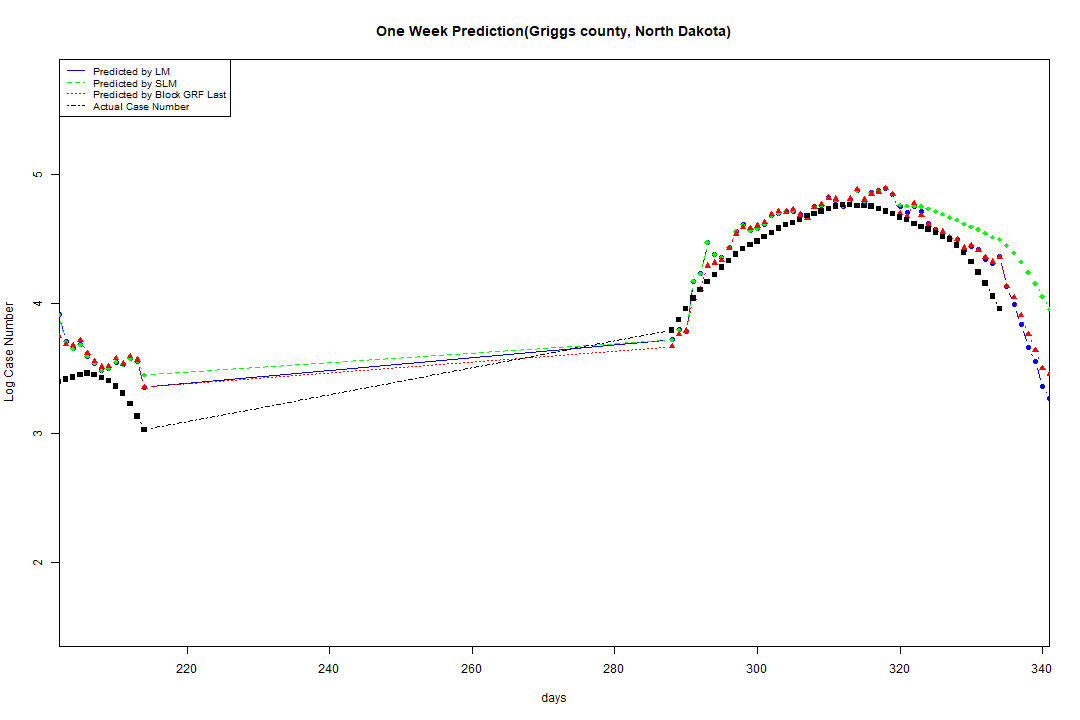 One Week Prediction(Griggs county, North Dakota)
Predicted by LM
Predicted by SLM
Predicted by Block GRF Last
Actual Case Number
Log Case Number
5
4
3
2
220 240 260 280 300 320 340
days